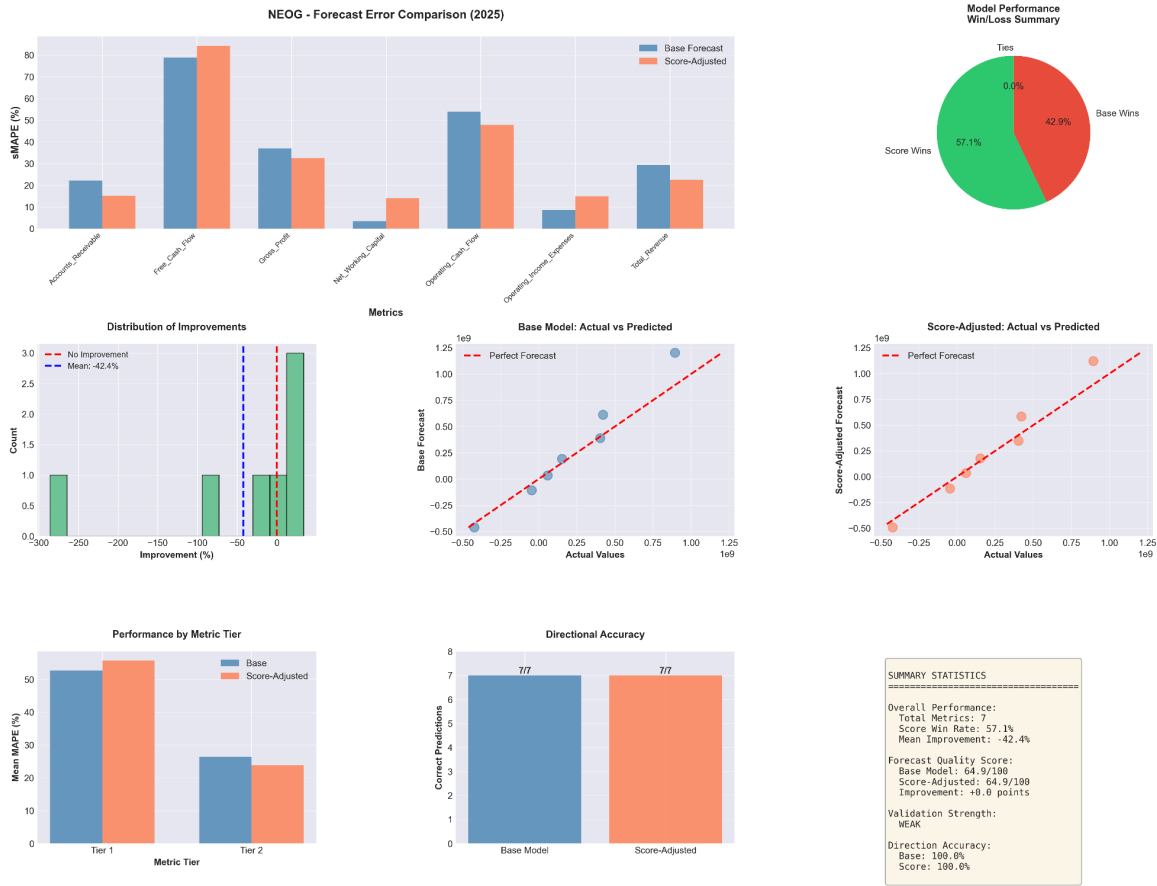 NEOG - Forecast Error Comparison (2025)
sMAPE (%)
80
70
60
50
40
30
20
10
0
Base Forecast
Score-Adjusted
Accounts_Receivable
Free_Cash_Flow
Gross_Profit
Net_Working_Capital
Operating_Cash_Flow
Operating_Income_Expenses
Total_Revenue
Metrics
Model Performance
Win/Loss Summary
Ties
0.0%
Base Wins
42.9%
57.1%
Score Wins
Distribution of Improvements
Count
3.0
2.5
2.0
1.5
1.0
0.5
0.0
No Improvement
Mean: -42.4%
−300
−250
−200
−150
−100
−50
0
Improvement (%)
Base Model: Actual vs Predicted
1e9
Base Forecast
1.25
1.00
0.75
0.50
0.25
0.00
−0.25
−0.50
Perfect Forecast
−0.50
−0.25
0.00
0.25
0.50
0.75
1.00
1.25
1e9
Actual Values
Score-Adjusted: Actual vs Predicted
1e9
Score-Adjusted Forecast
1.25
1.00
0.75
0.50
0.25
0.00
−0.25
−0.50
Perfect Forecast
−0.50
−0.25
0.00
0.25
0.50
0.75
1.00
1.25
1e9
Actual Values
Performance by Metric Tier
Mean MAPE (%)
50
40
30
20
10
0
Base
Score-Adjusted
Tier 1
Tier 2
Metric Tier
Directional Accuracy
Correct Predictions
8
7
6
5
4
3
2
1
0
7/7
7/7
Base Model
Score-Adjusted
SUMMARY STATISTICS
===================================
Overall Performance:
Total Metrics: 7
Score Win Rate: 57.1%
Mean Improvement: -42.4%
Forecast Quality Score:
Base Model: 64.9/100
Score-Adjusted: 64.9/100
Improvement: +0.0 points
Validation Strength:
WEAK
Direction Accuracy:
Base: 100.0%
Score: 100.0%